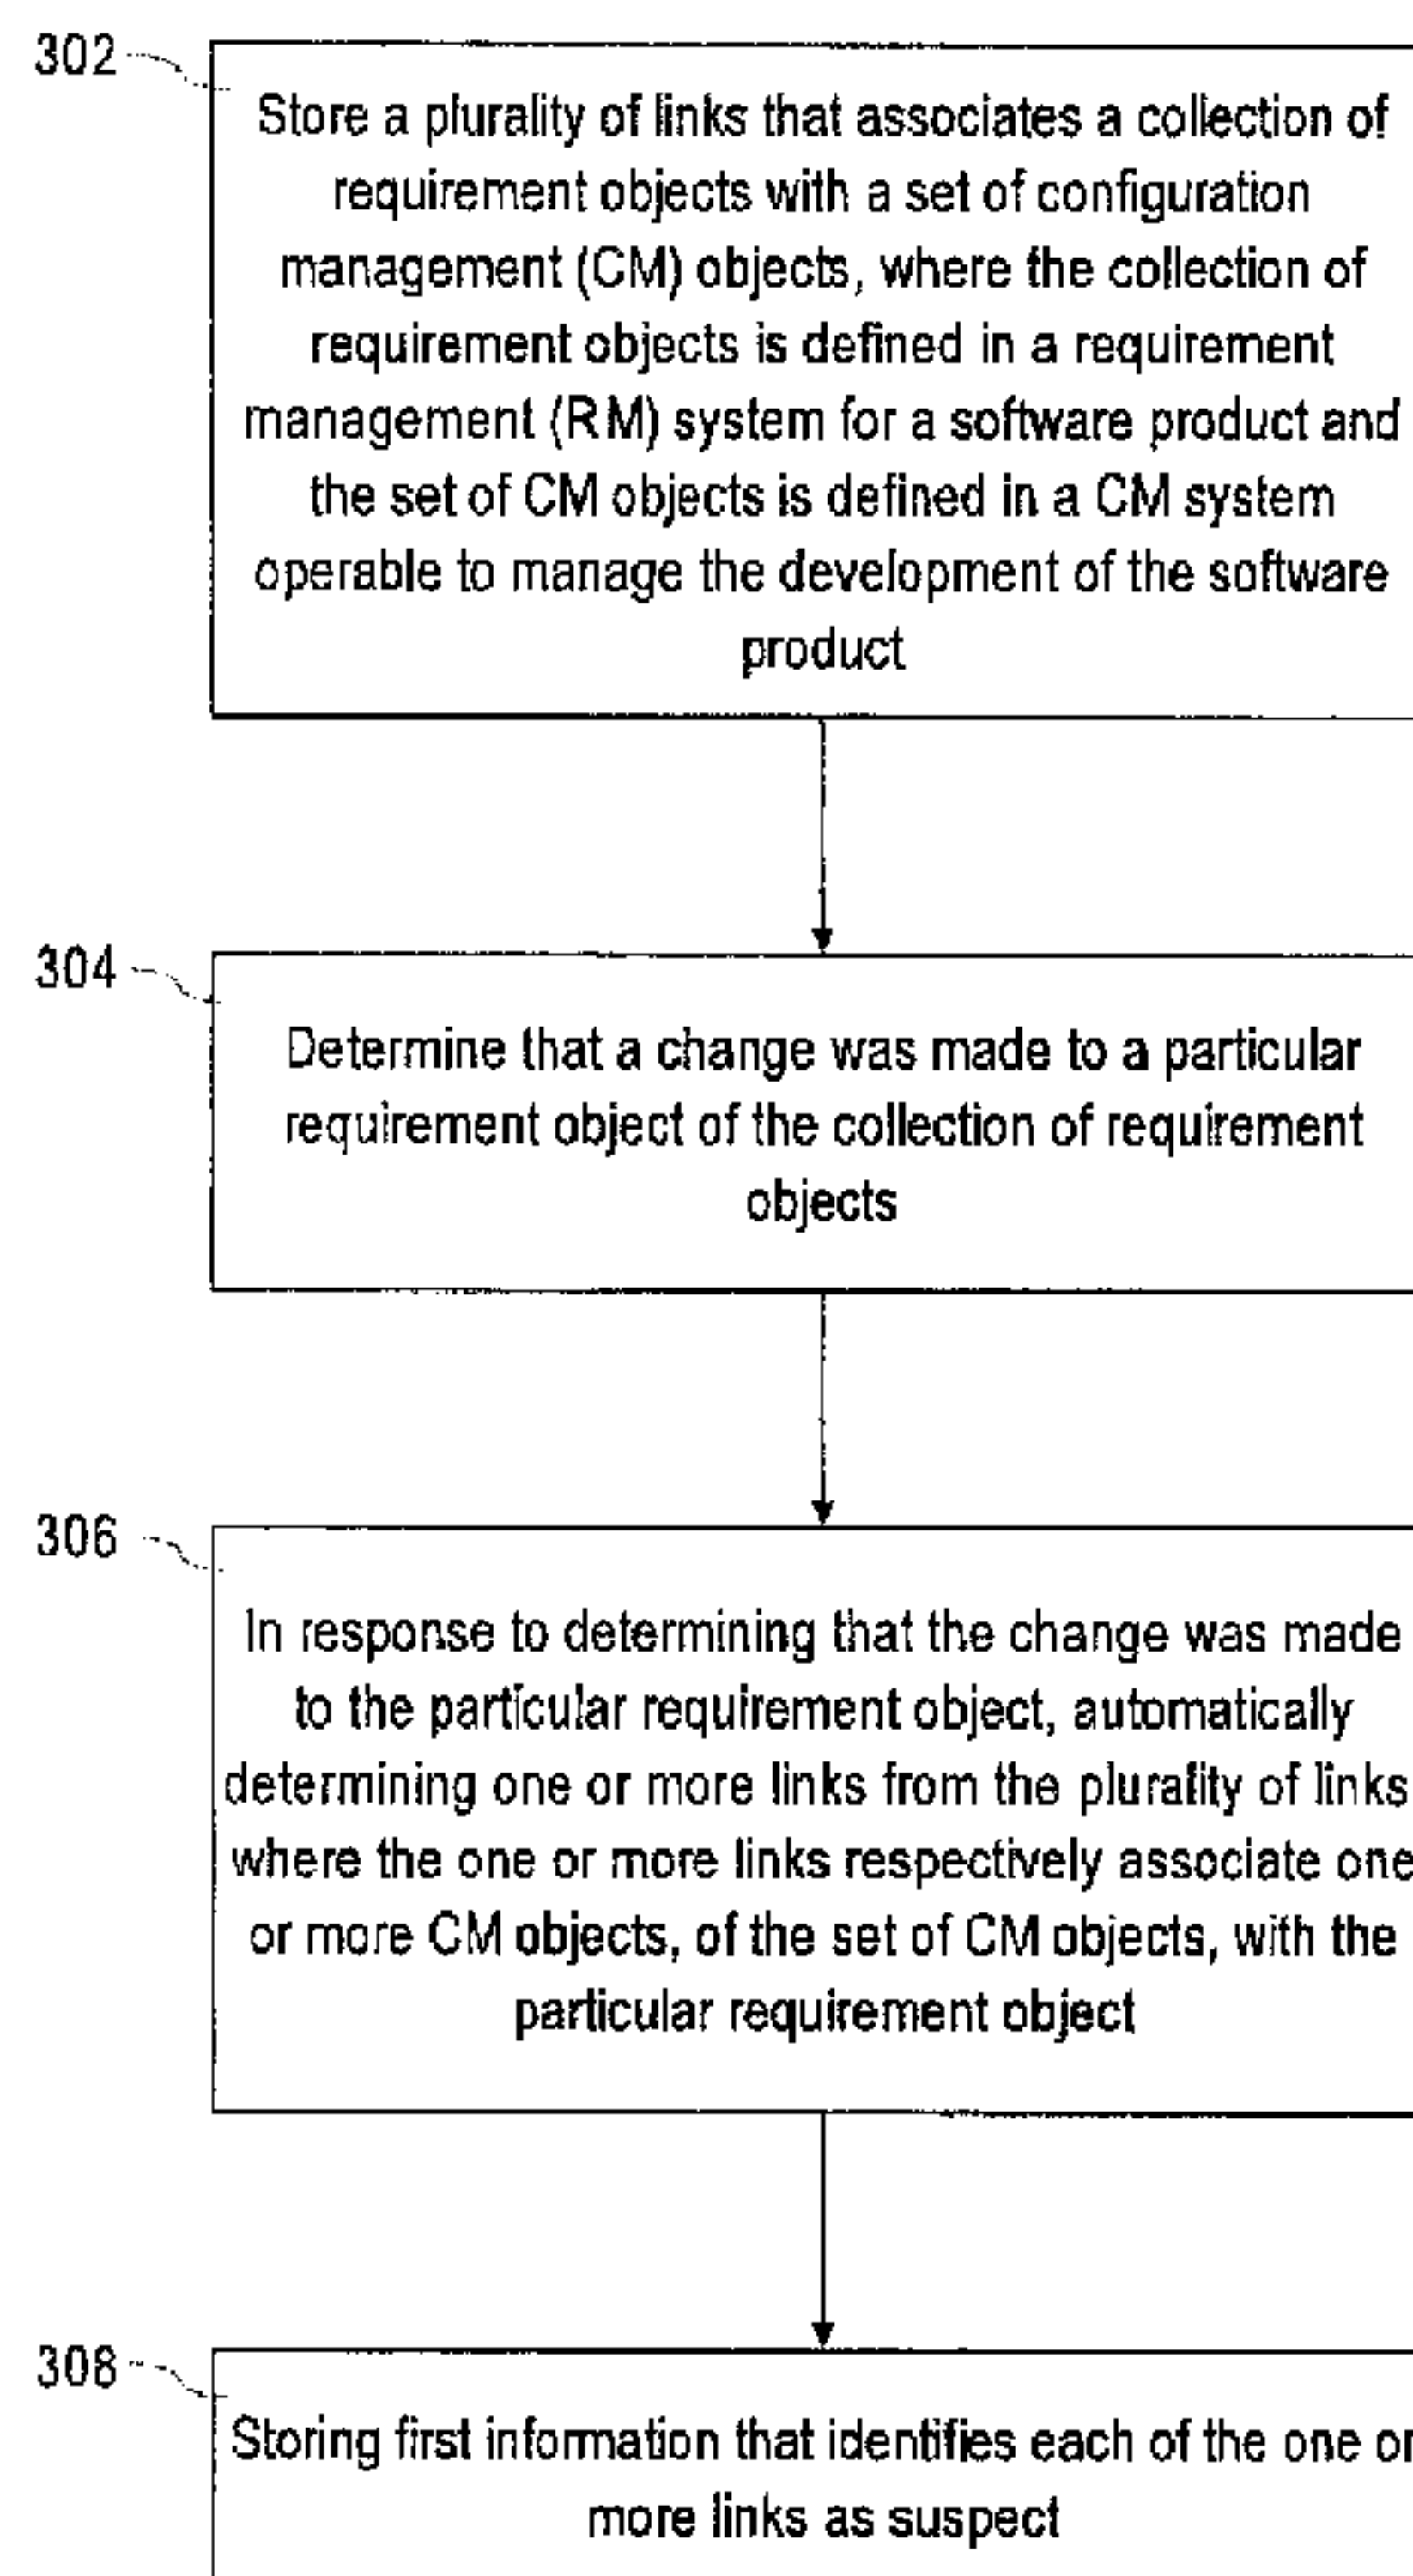 302
Store a plurality of links that associates a collection of
requirement objects with a set of configuration
management (CM) objects, where the collection of
requirement objects is defined in a requirement
management (RM) system for a software product and
the set of CM objects is defined in a CM system
operable to manage the development of the software
product
304
Determine that a change was made to a particular
requirement object of the collection of requirement
objects
306
In response to determining that the change was made
to the particular requirement object, automatically
determining one or more links from the plurality of links
where the one or more links respectively associate one
or more CM objects, of the set of CM objects, with the
particular requirement object
308
Storing first information that identifies each of the one or
more links as suspect